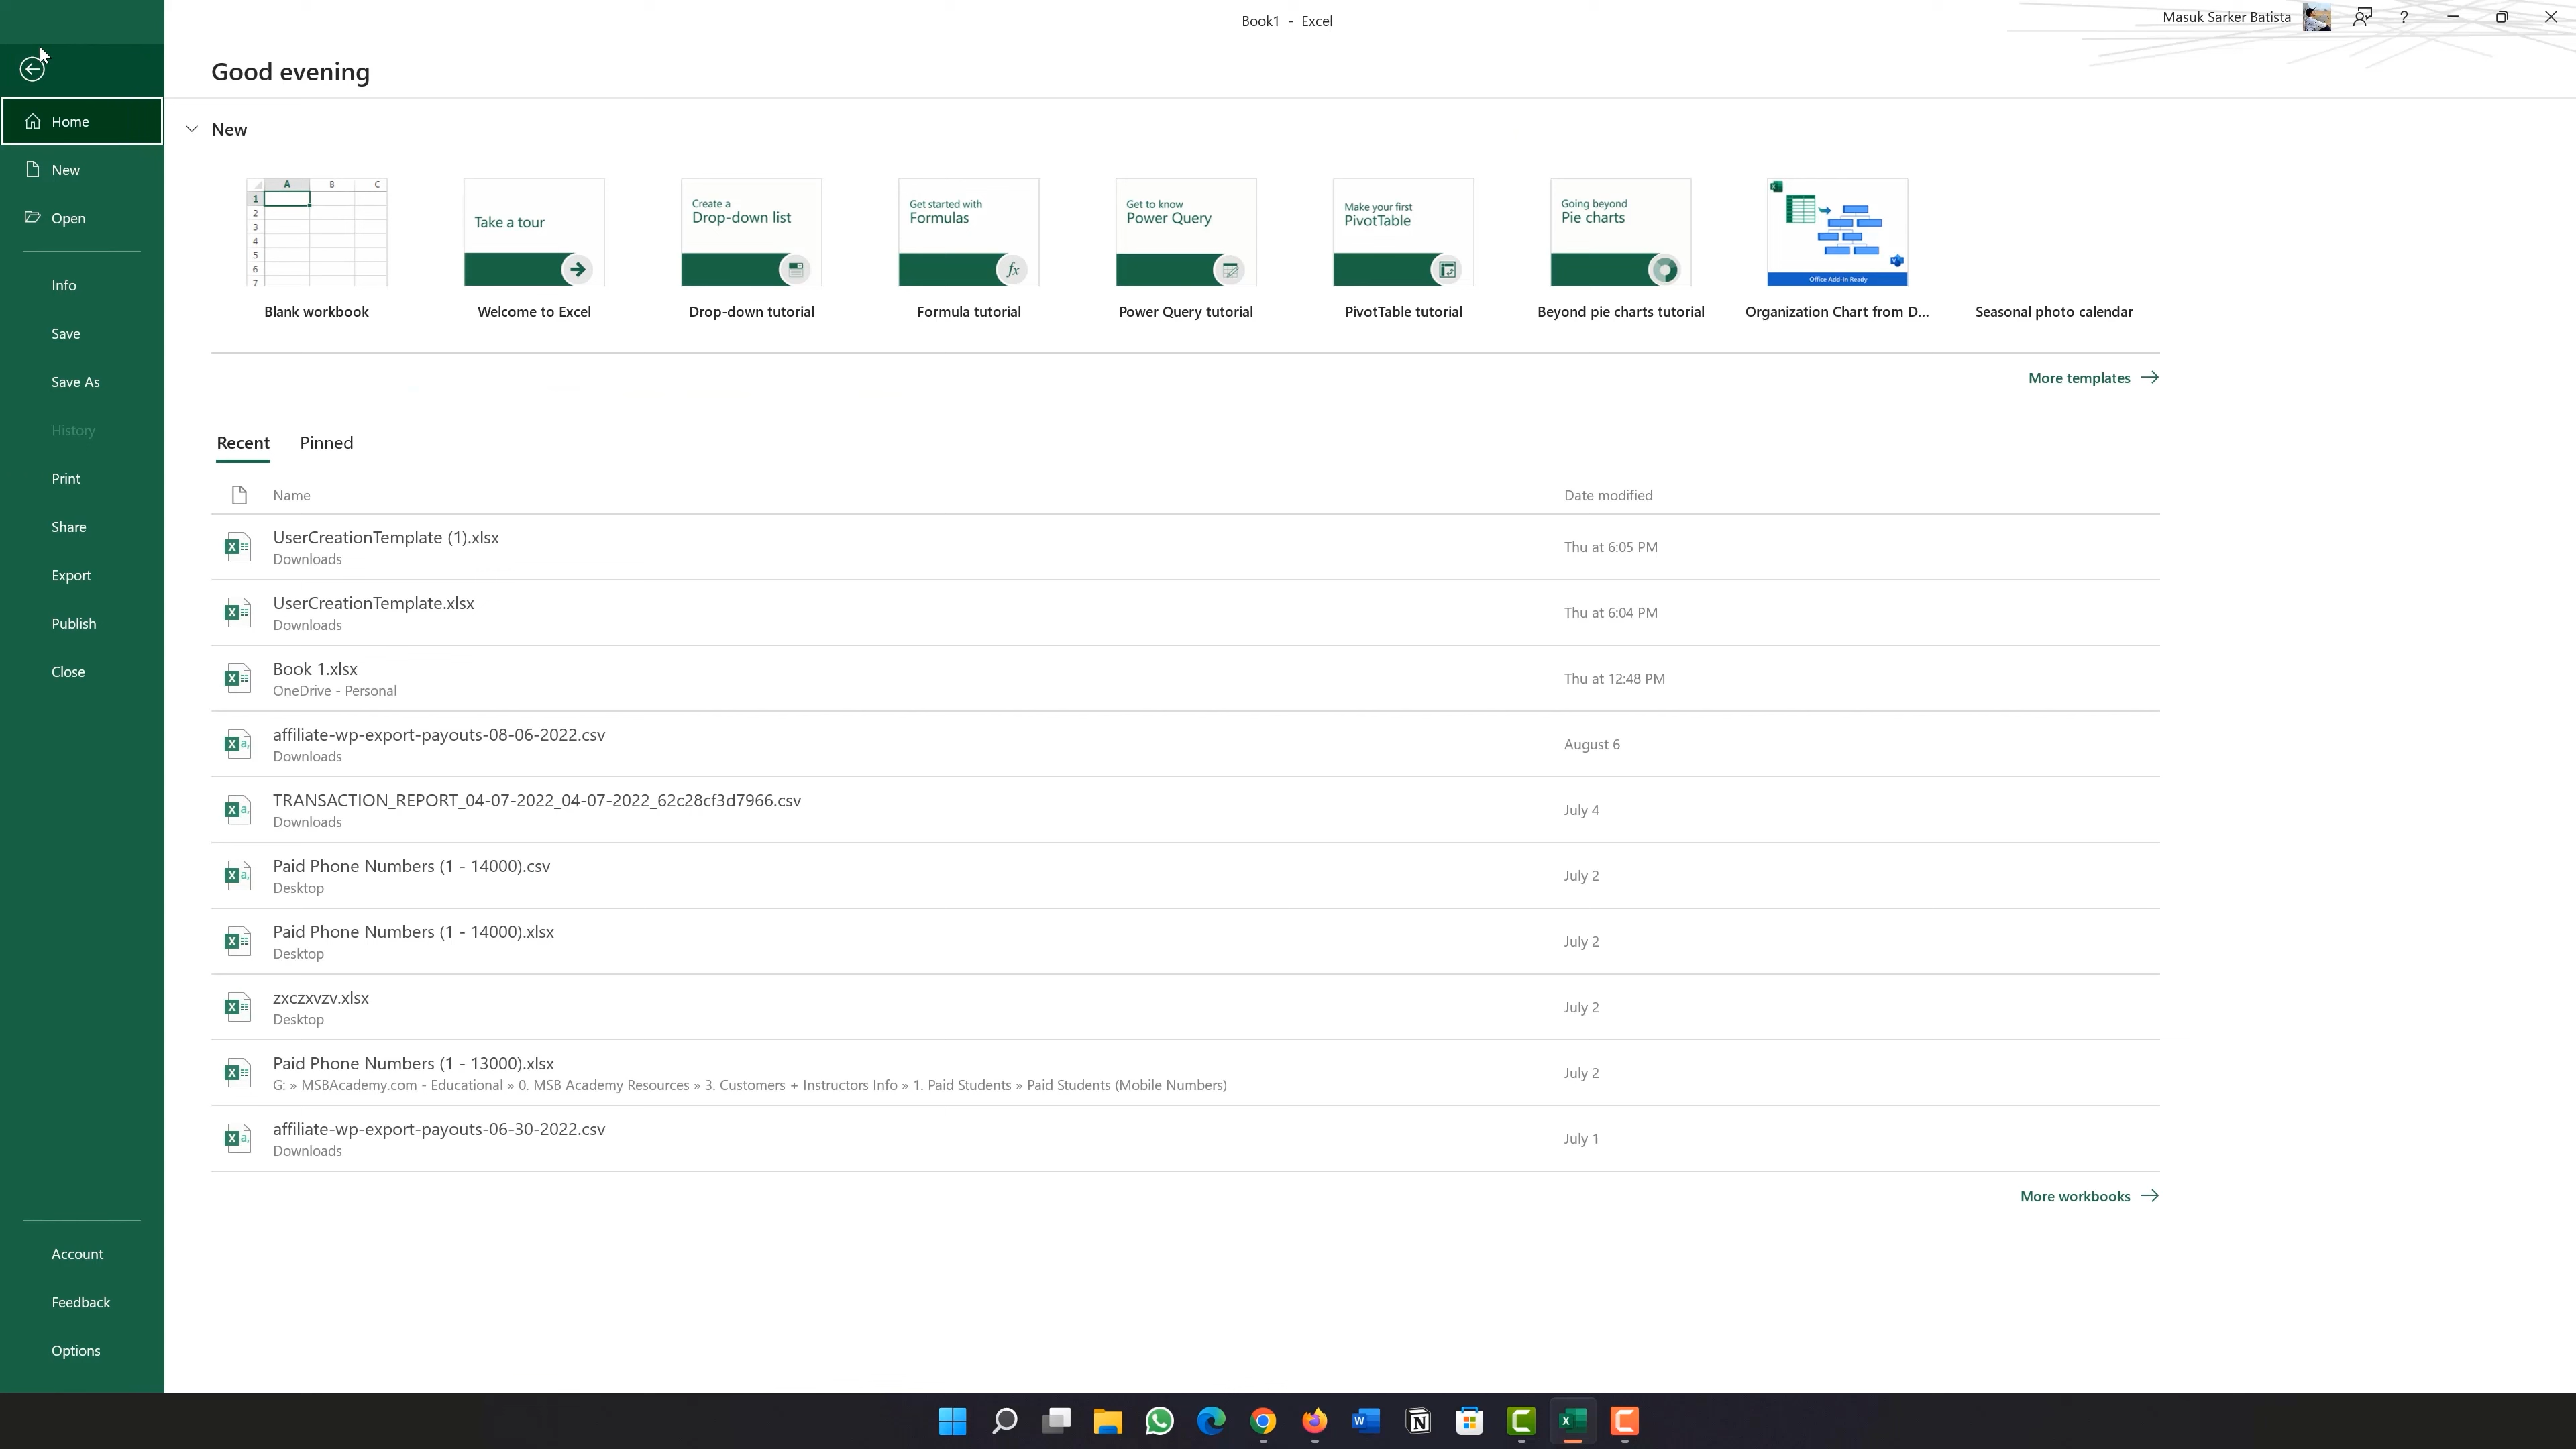 Book1 - Excel
Masuk Sarker Batista
?
Good evening
Home
New
Open
Info
Save
Save As
History
Print
Share
Export
Publish
Close
Account
Feedback
Options
New
A B C
1
2
3
4
5
6
7
Blank workbook
Take a tour
Welcome to Excel
Create a
Drop-down list
Drop-down tutorial
Get started with
Formulas
fx
Formula tutorial
Get to know
Power Query
Power Query tutorial
Make your first
PivotTable
PivotTable tutorial
Going beyond
Pie charts
Beyond pie charts tutorial
Office Add-In Ready
Organization Chart from D...
Seasonal photo calendar
More templates
Recent Pinned
Name Date modified
UserCreationTemplate (1).xlsx
Downloads
Thu at 6:05 PM
UserCreationTemplate.xlsx
Downloads
Thu at 6:04 PM
Book 1.xlsx
OneDrive - Personal
Thu at 12:48 PM
affiliate-wp-export-payouts-08-06-2022.csv
Downloads
August 6
TRANSACTION_REPORT_04-07-2022_04-07-2022_62c28cf3d7966.csv
Downloads
July 4
Paid Phone Numbers (1 - 14000).csv
Desktop
July 2
Paid Phone Numbers (1 - 14000).xlsx
Desktop
July 2
zxczxvzv.xlsx
Desktop
July 2
Paid Phone Numbers (1 - 13000).xlsx
G: » MSBAcademy.com - Educational » 0. MSB Academy Resources » 3. Customers + Instructors Info » 1. Paid Students » Paid Students (Mobile Numbers)
July 2
affiliate-wp-export-payouts-06-30-2022.csv
Downloads
July 1
More workbooks